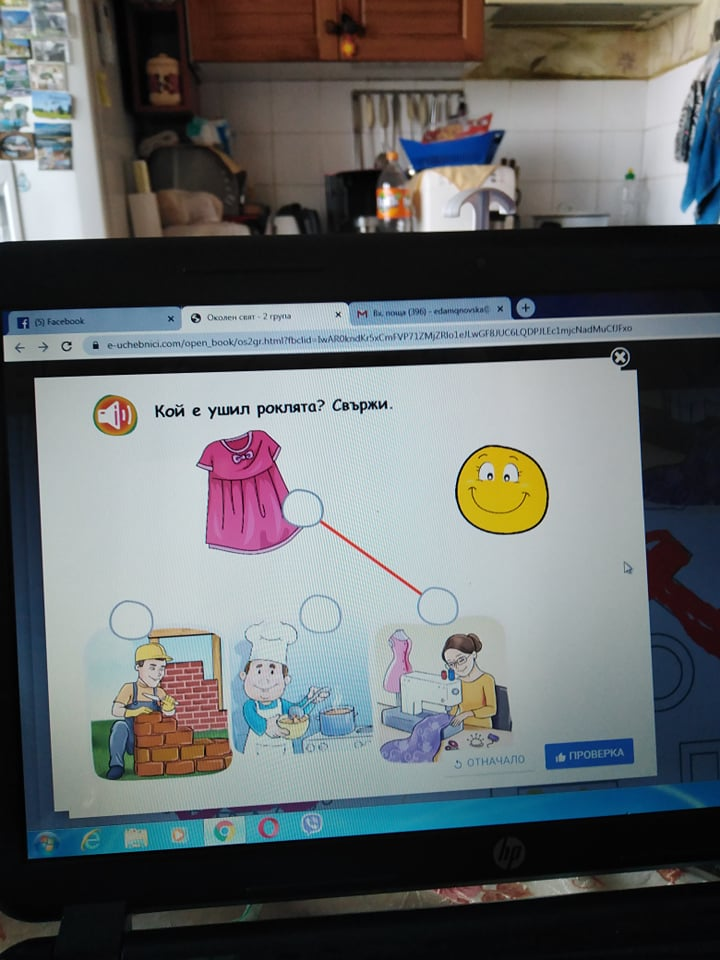 (5) Facebook
Околен свят - 2 група
Вх. поща (396) - edamqnovska@
e-uchebnici.com/open_book/os2gr.html?fbclid=
Кой е ушил роклята? Свържи.
ОТНАЧАЛО
ПРОВЕРКА
hp